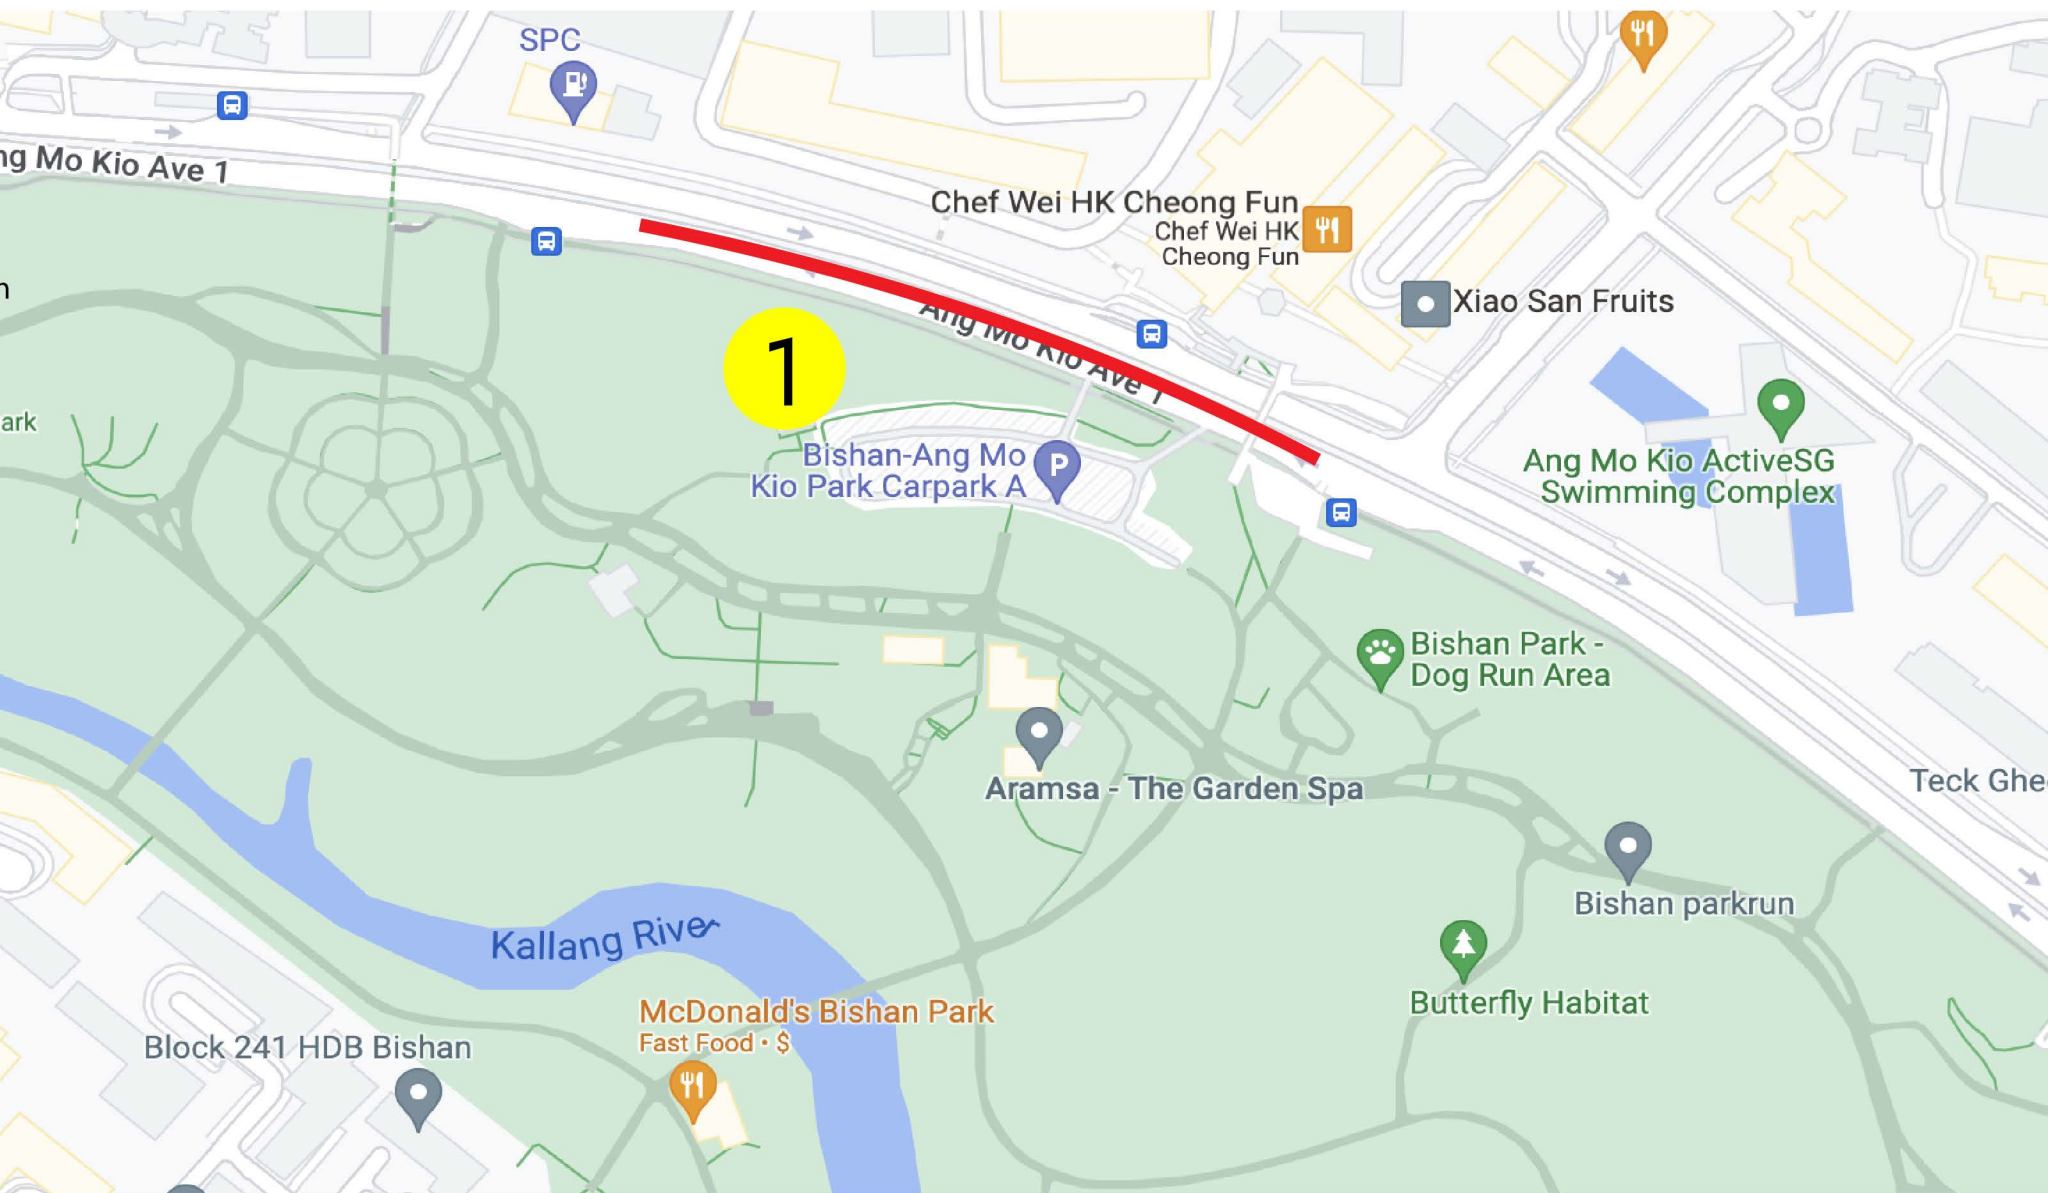 SPC
ng Mo Kio Ave 1
Chef Wei HK Cheong Fun
Chef Wei HK
Cheong Fun
Xiao San Fruits
Ang Mo Kio Ave 1
1
ark
Bishan-Ang Mo
Kio Park Carpark A
P
Ang Mo Kio ActiveSG
Swimming Complex
Bishan Park -
Dog Run Area
Aramsa - The Garden Spa
Teck Ghe
Bishan parkrun
Kallang River
Butterfly Habitat
McDonald's Bishan Park
Fast Food • $
Block 241 HDB Bishan